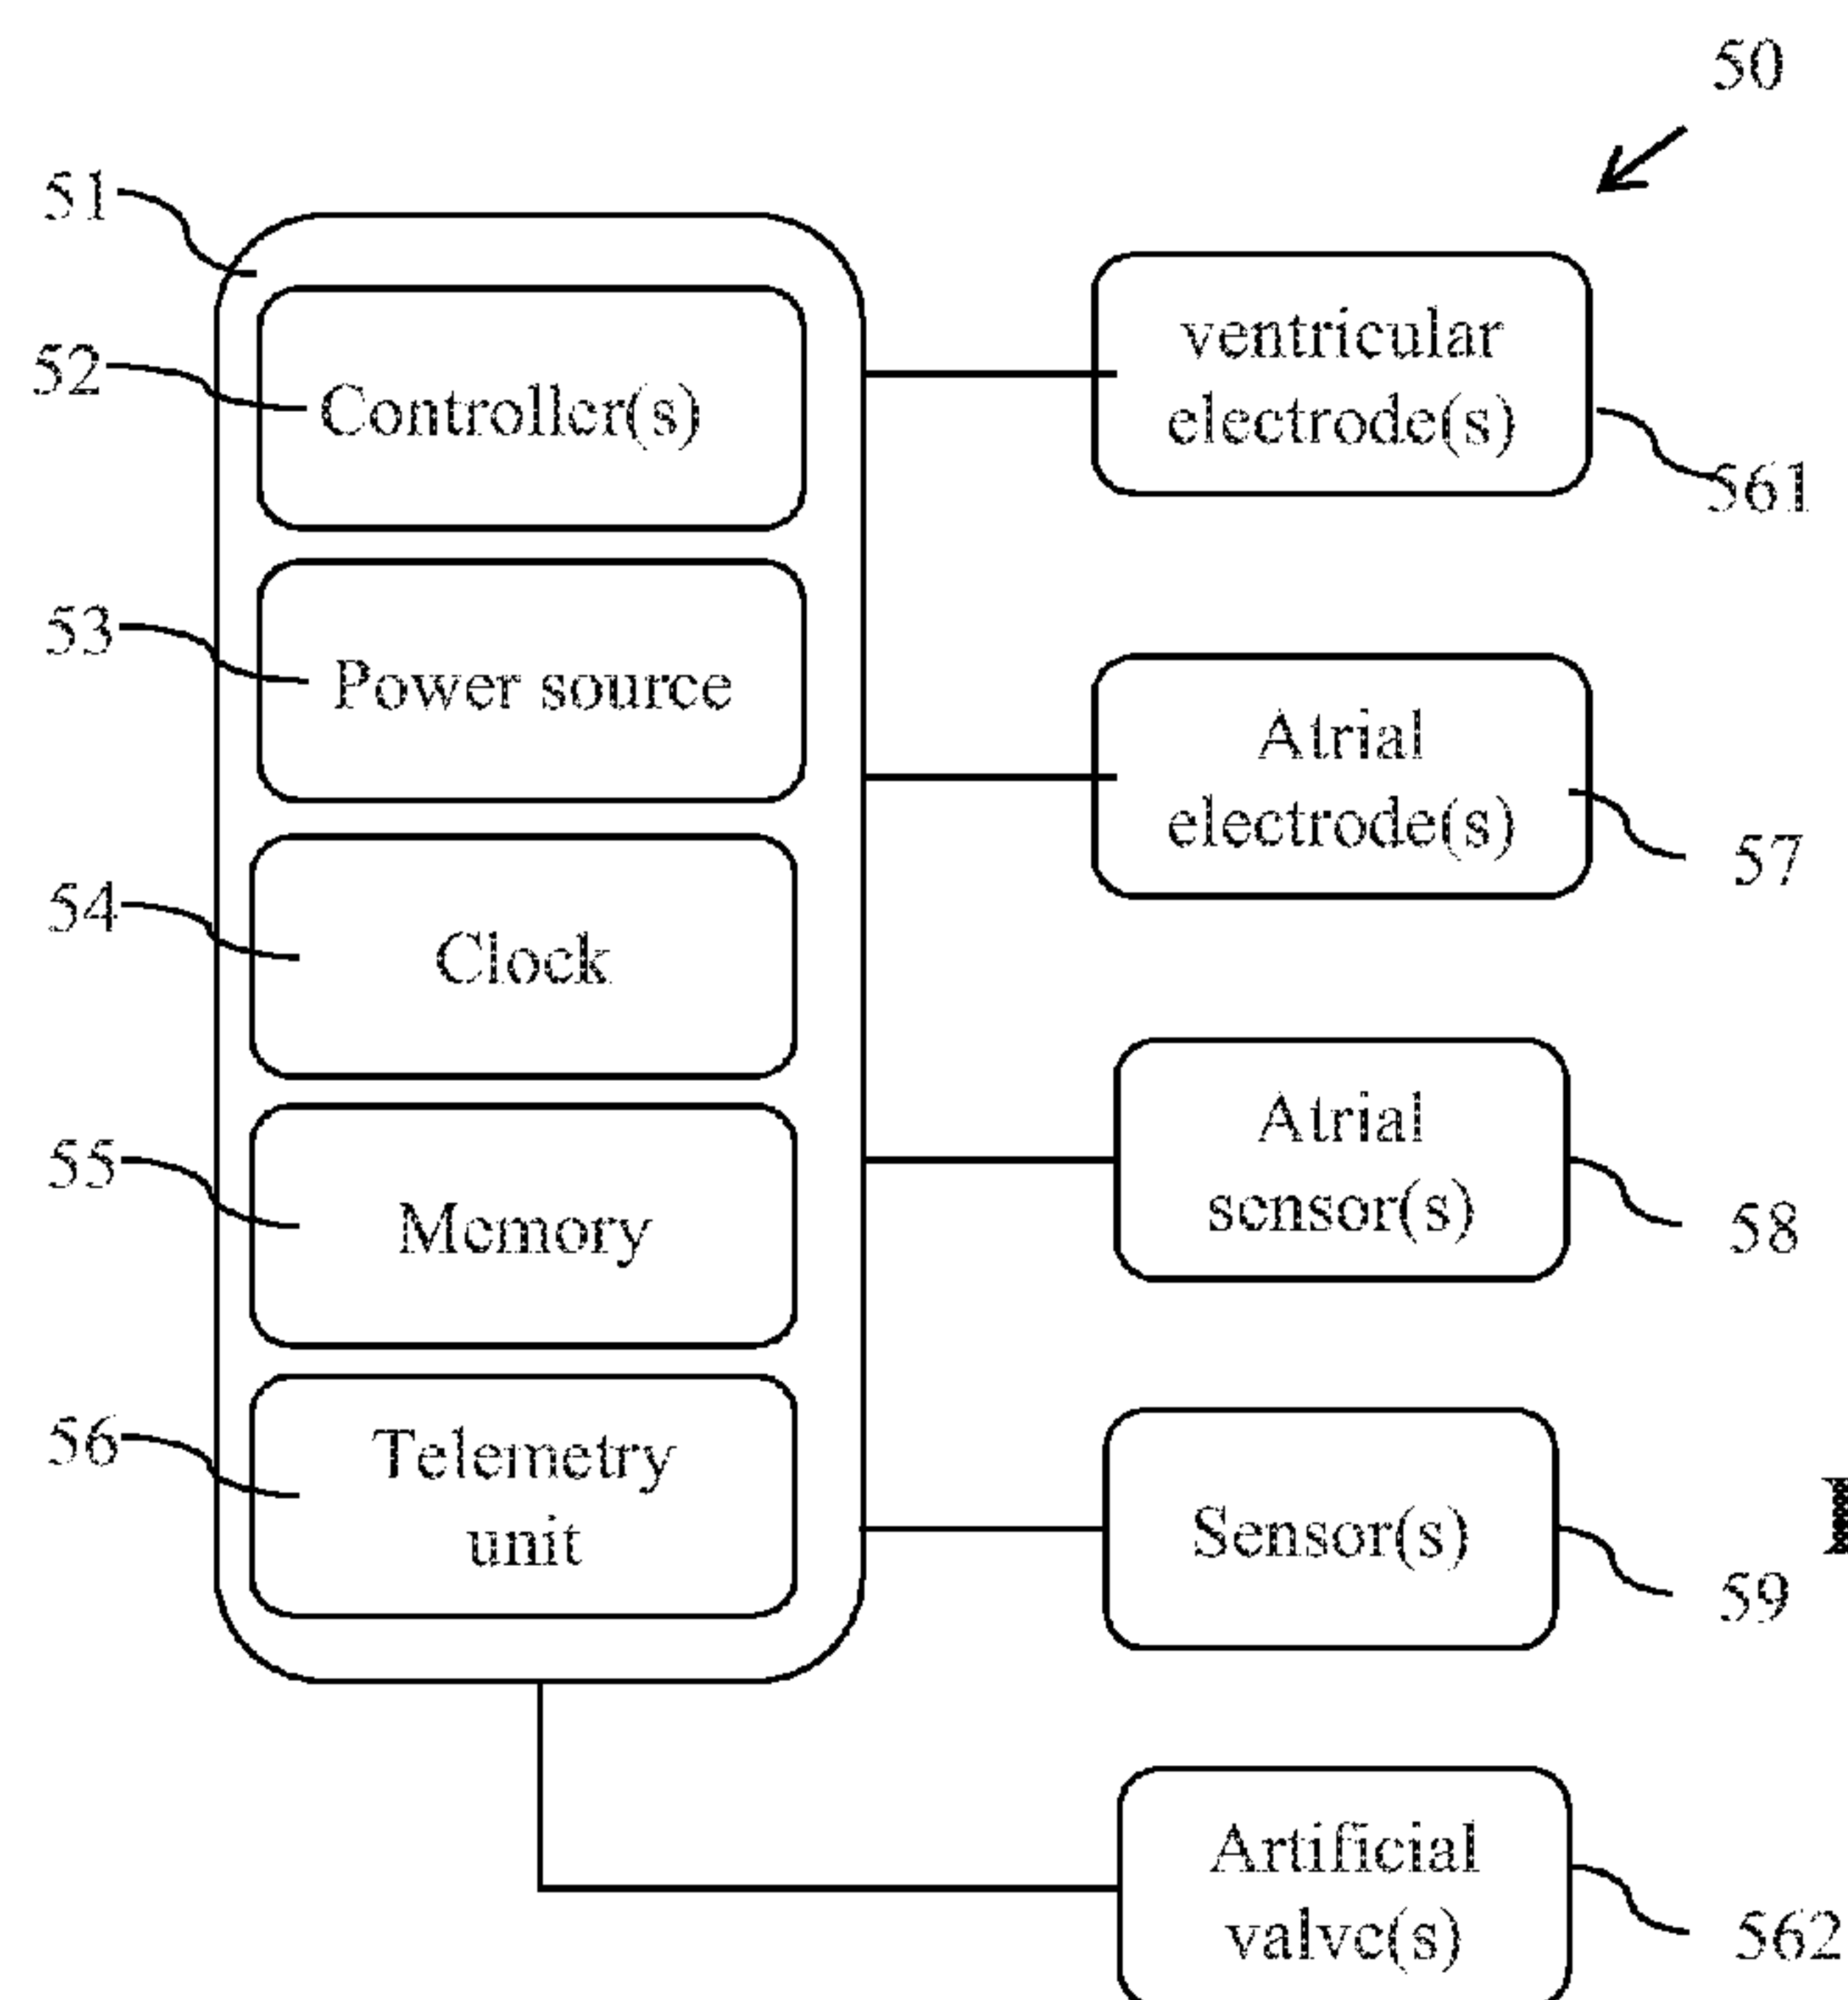 50
51
52
Controller(s)
53
Power source
54
Clock
55
Memory
56
Telemetry
unit
ventricular
electrode(s)
561
Atrial
electrode(s)
57
Atrial
sensor(s)
58
Sensor(s)
59
Artificial
valve(s)
562